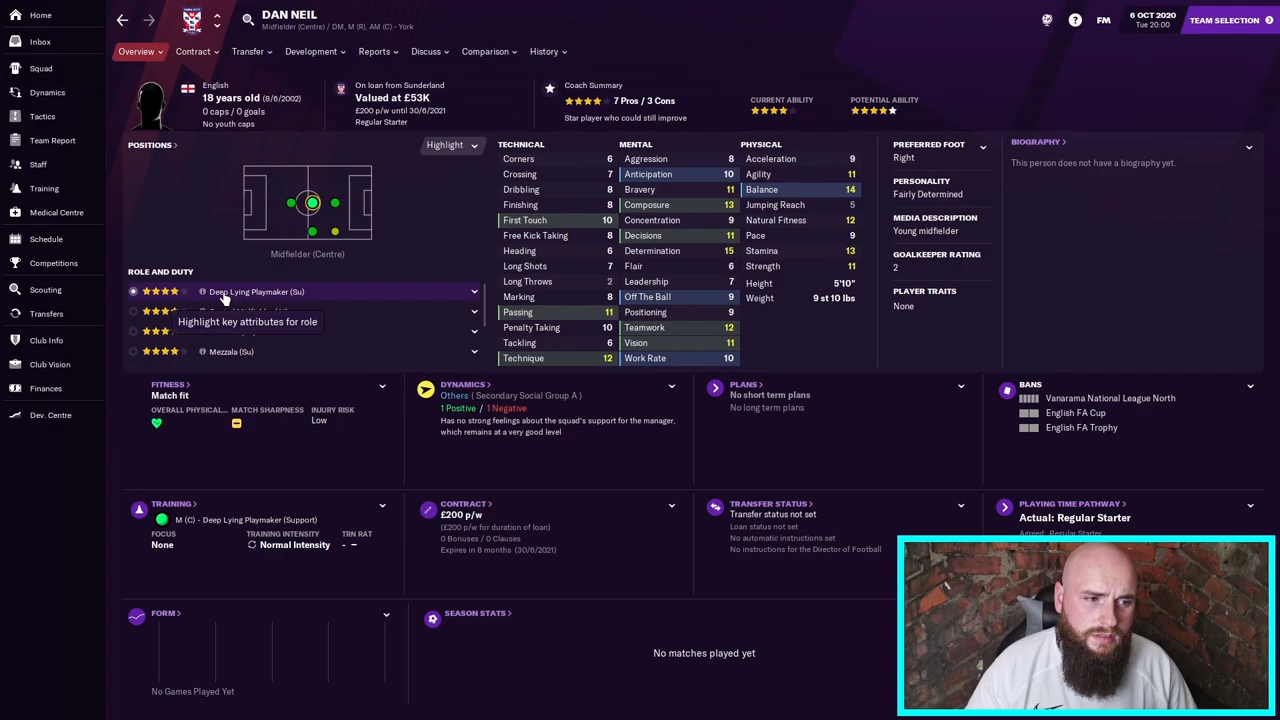 Home
Inbox
Squad
Dynamics
Tactics
Team Report
Staff
Training
Medical Centre
Schedule
Competitions
Scouting
Transfers
Club Info
Club Vision
Finances
Dev. Centre
DAN NEIL
Midfielder (Centre) / DM, M (R), AM (C) - York
?
FM
6 OCT 2020
Tue 20:00
TEAM SELECTION
Overview
Contract
Transfer
Development
Reports
Discuss
Comparison
History
English
18 years old (8/6/2002)
0 caps / 0 goals
No youth caps
On loan from Sunderland
Valued at £53K
£200 p/w until 30/6/2021
Regular Starter
Coach Summary
7 Pros / 3 Cons
Star player who could still improve
CURRENT ABILITY
POTENTIAL ABILITY
POSITIONS
Highlight
Midfielder (Centre)
ROLE AND DUTY
Deep Lying Playmaker (Su)
Highlight key attributes for role
Mezzala (Su)
TECHNICAL
Corners 6
Crossing 7
Dribbling 8
Finishing 8
First Touch 10
Free Kick Taking 8
Heading 6
Long Shots 7
Long Throws 2
Marking 8
Passing 11
Penalty Taking 10
Tackling 6
Technique 12
MENTAL
Aggression 8
Anticipation 10
Bravery 11
Composure 13
Concentration 9
Decisions 11
Determination 15
Flair 6
Leadership 7
Off The Ball 9
Positioning 9
Teamwork 12
Vision 11
Work Rate 10
PHYSICAL
Acceleration 9
Agility 11
Balance 14
Jumping Reach 5
Natural Fitness 12
Pace 9
Stamina 13
Strength 11
Height 5'10"
Weight 9 st 10 lbs
PREFERRED FOOT
Right
PERSONALITY
Fairly Determined
MEDIA DESCRIPTION
Young midfielder
GOALKEEPER RATING
2
PLAYER TRAITS
None
BIOGRAPHY
This person does not have a biography yet.
FITNESS
Match fit
OVERALL PHYSICAL...
MATCH SHARPNESS
INJURY RISK
Low
DYNAMICS
Others ( Secondary Social Group A )
1 Positive / 1 Negative
Has no strong feelings about the squad's support for the manager,
which remains at a very good level
PLANS
No short term plans
No long term plans
BANS
Vanarama National League North
English FA Cup
English FA Trophy
TRAINING
M (C) - Deep Lying Playmaker (Support)
FOCUS
None
TRAINING INTENSITY
Normal Intensity
TRN RAT
- -
CONTRACT
£200 p/w
(£200 p/w for duration of loan)
0 Bonuses / 0 Clauses
Expires in 8 months (30/6/2021)
TRANSFER STATUS
Transfer status not set
Loan status not set
No automatic instructions set
No instructions for the Director of Football
PLAYING TIME PATHWAY
Actual: Regular Starter
Agreed: Regular Starter
FORM
No Games Played Yet
SEASON STATS
No matches played yet